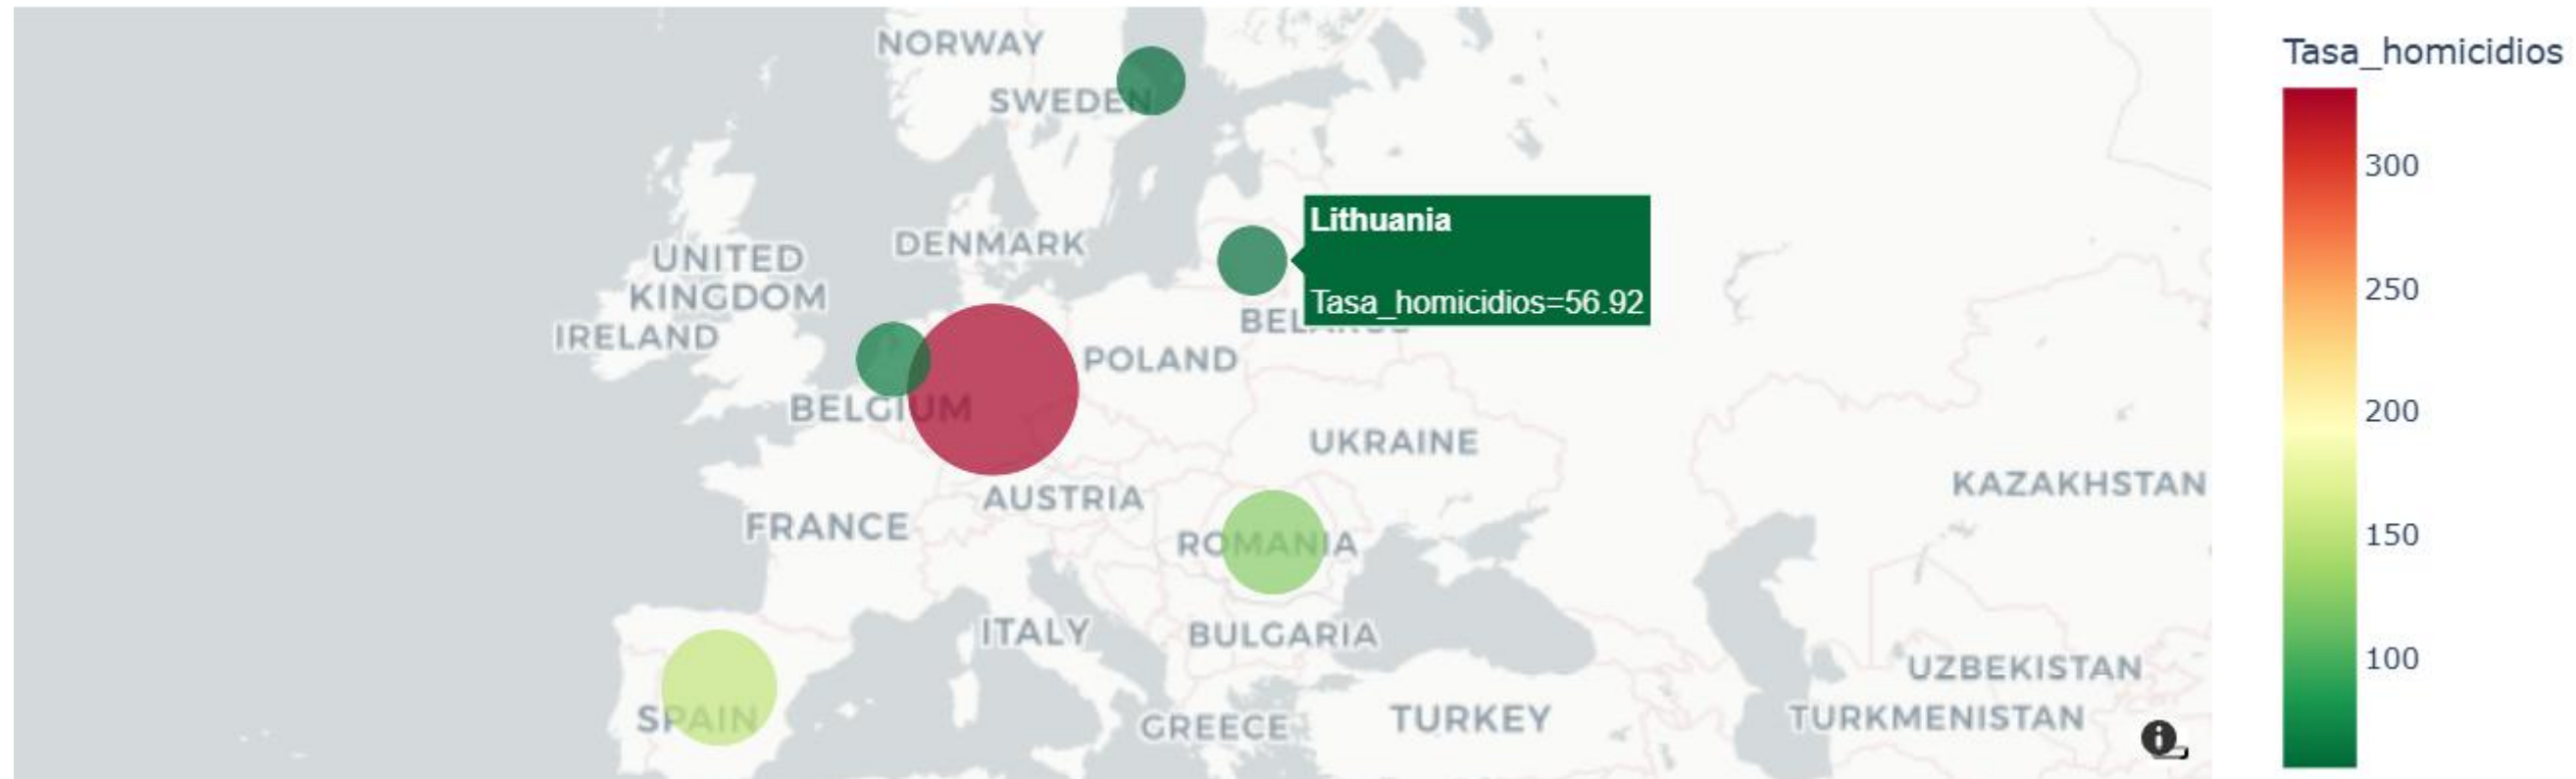 NORWAY
SWEDEN
UNITED
KINGDOM
IRELAND
DENMARK
Lithuania
Tasa_homicidios=56.92
BELARUS
POLAND
BELGIUM
UKRAINE
AUSTRIA
FRANCE
ROMANIA
KAZAKHSTAN
ITALY
BULGARIA
UZBEKISTAN
SPAIN
GREECE
TURKEY
TURKMENISTAN
i
Tasa_homicidios
300
250
200
150
100